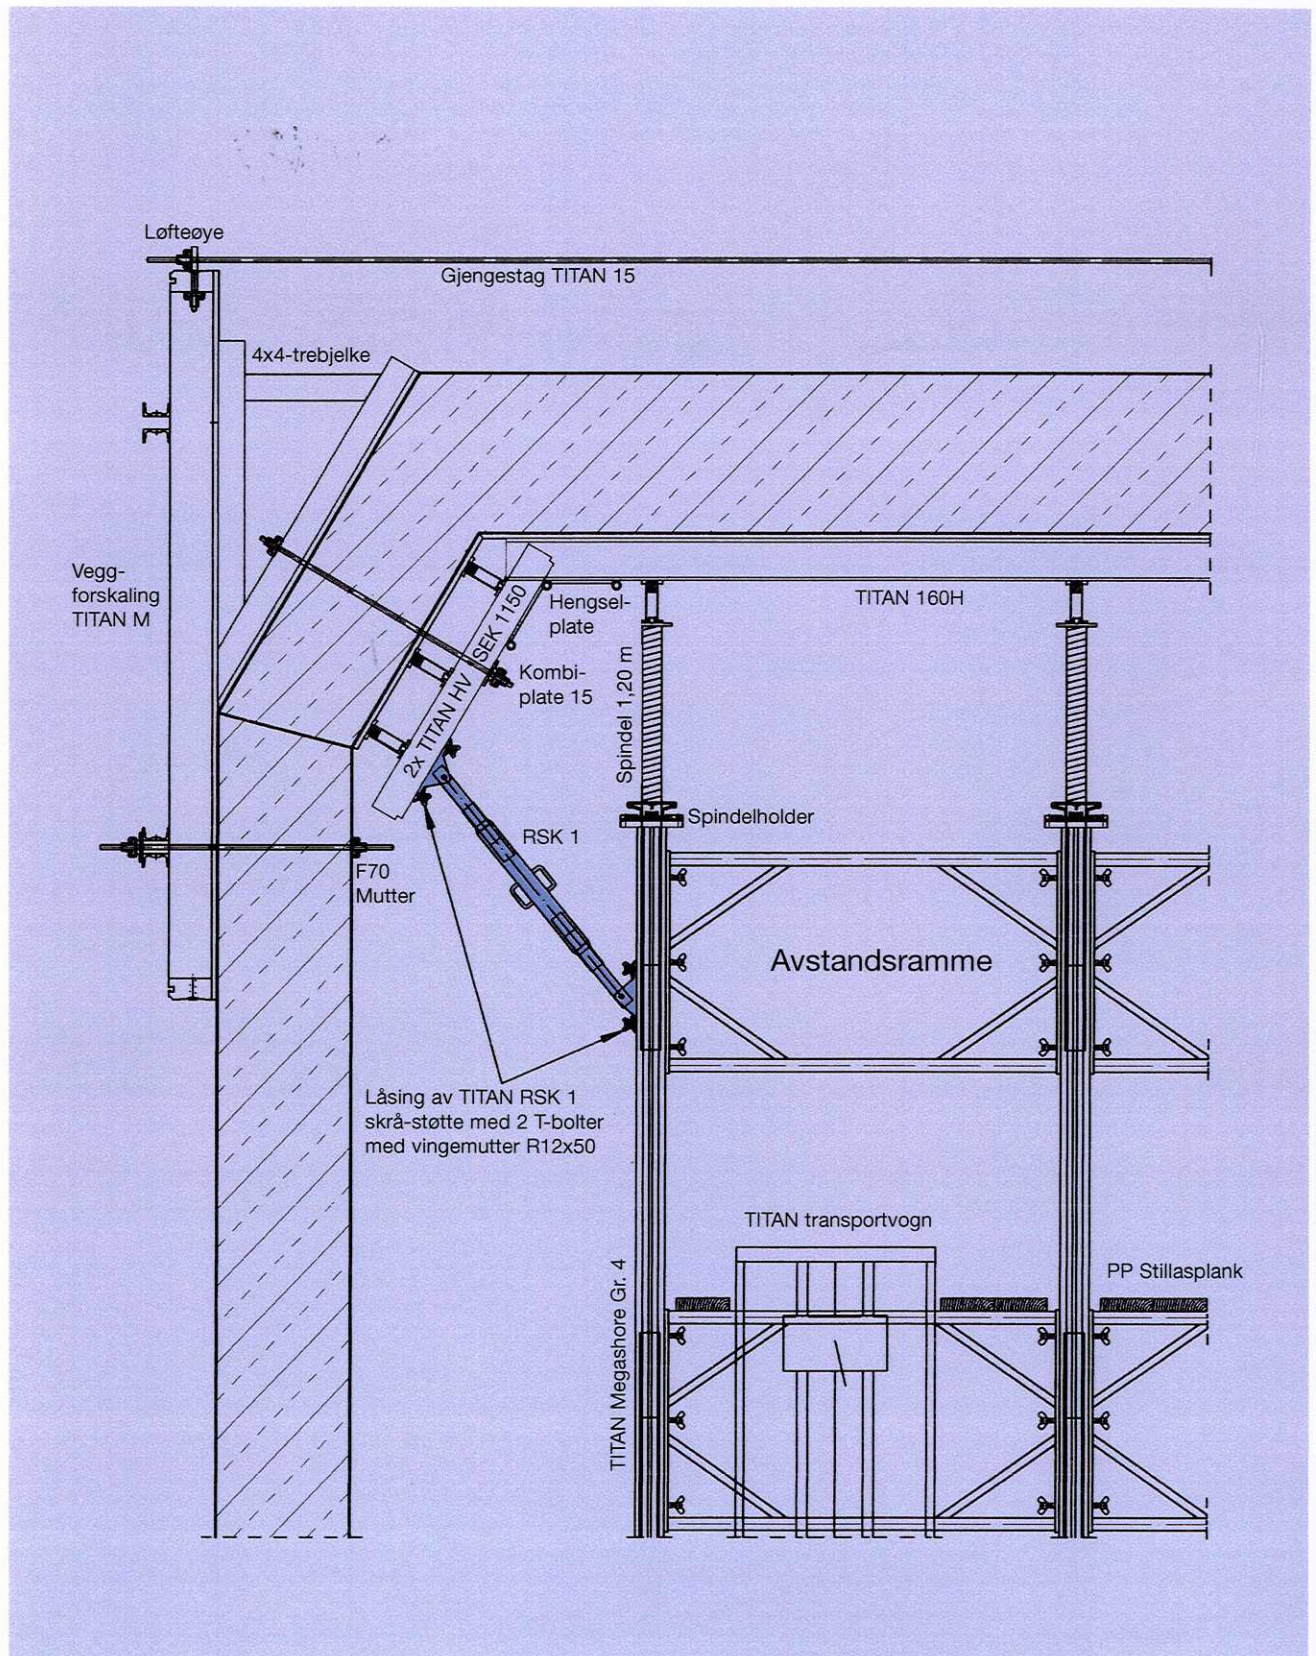 Løfteøye
Gjengestag TITAN 15
4x4-trebjelke
Vegg-
forskaling
TITAN M
Hengsel-
plate
TITAN 160H
2x TITAN HV SEK 1150
Kombi-
plate 15
Spindel 1,20 m
Spindelholder
RSK 1
F70
Mutter
Avstandsramme
Låsing av TITAN RSK 1
skrå-støtte med 2 T-bolter
med vingemutter R12x50
TITAN transportvogn
PP Stillasplank
TITAN Megashore Gr. 4